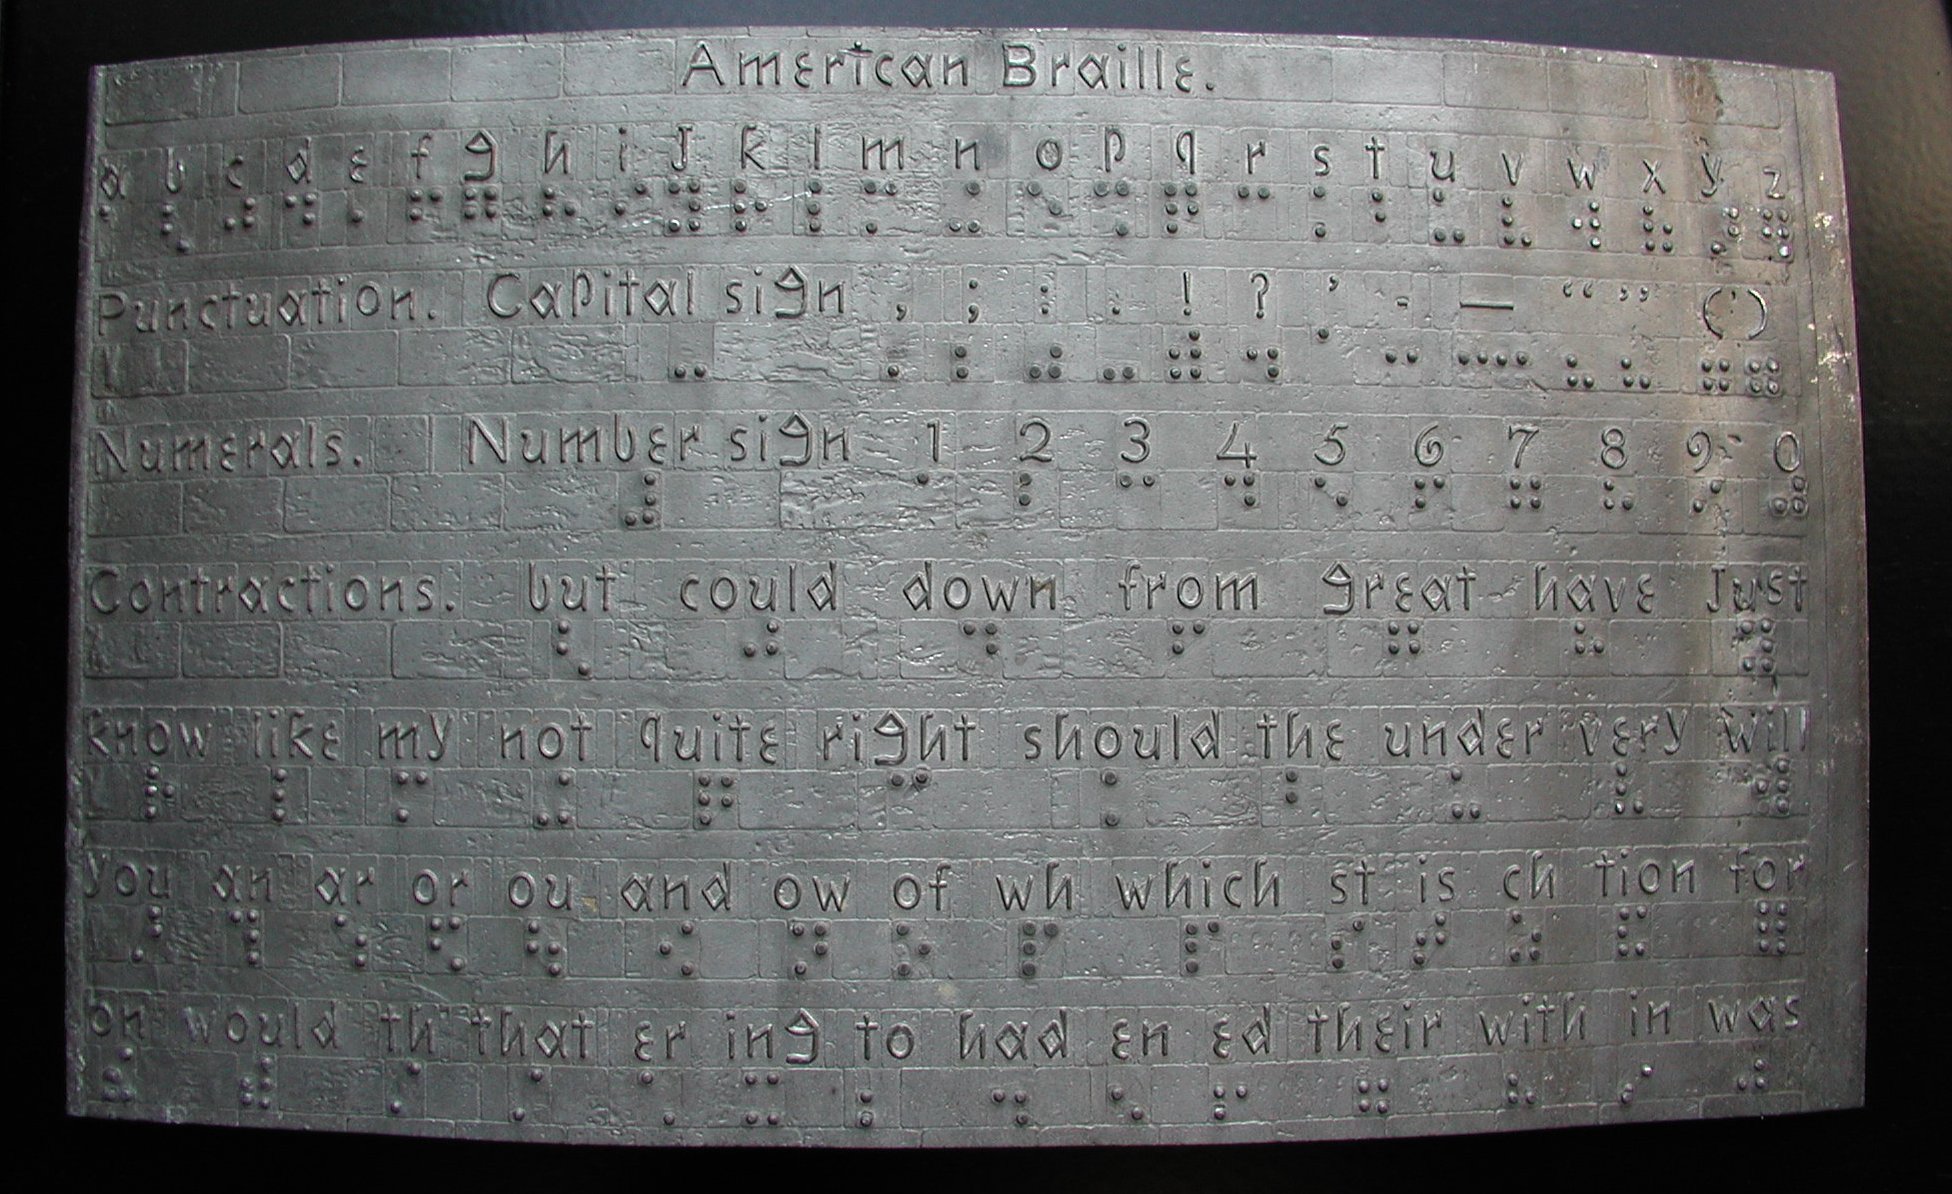 American Braille.
a b c d e f g h i j k l m n o p q r s t u v w x y z
Punctuation. Capital sign , ; : . ! ? ' - — “ ” ( )
Numerals. Number sign 1 2 3 4 5 6 7 8 9 0
Contractions. but could down from great have Just
know like my not quite right should the under very will
you an ar or ou and ow of wh which st is ch tion for
on would th that er ing to had en ed their with in was